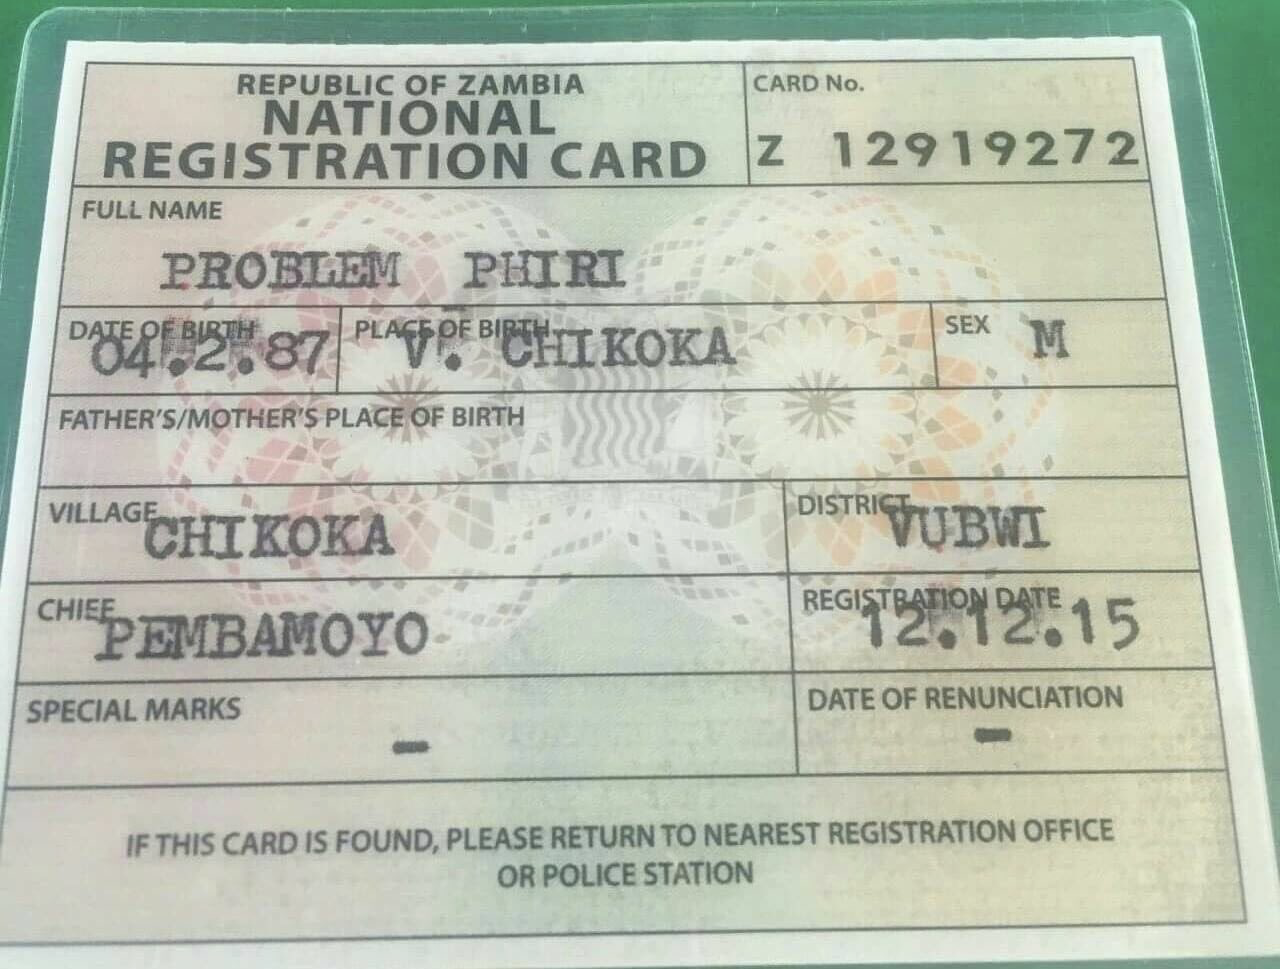 REPUBLIC OF ZAMBIA
NATIONAL
REGISTRATION CARD
CARD No.
Z 12919272
FULL NAME
PROBLEM PHIRI
DATE OF BIRTH
04.2.87
PLACE OF BIRTH
V. CHIKOKA
SEX M
FATHER'S/MOTHER'S PLACE OF BIRTH
VILLAGE
CHIKOKA
DISTRICT
VUBWI
CHIEF
PEMBAMOYO
REGISTRATION DATE
12.12.15
SPECIAL MARKS
-
DATE OF RENUNCIATION
-
IF THIS CARD IS FOUND, PLEASE RETURN TO NEAREST REGISTRATION OFFICE
OR POLICE STATION